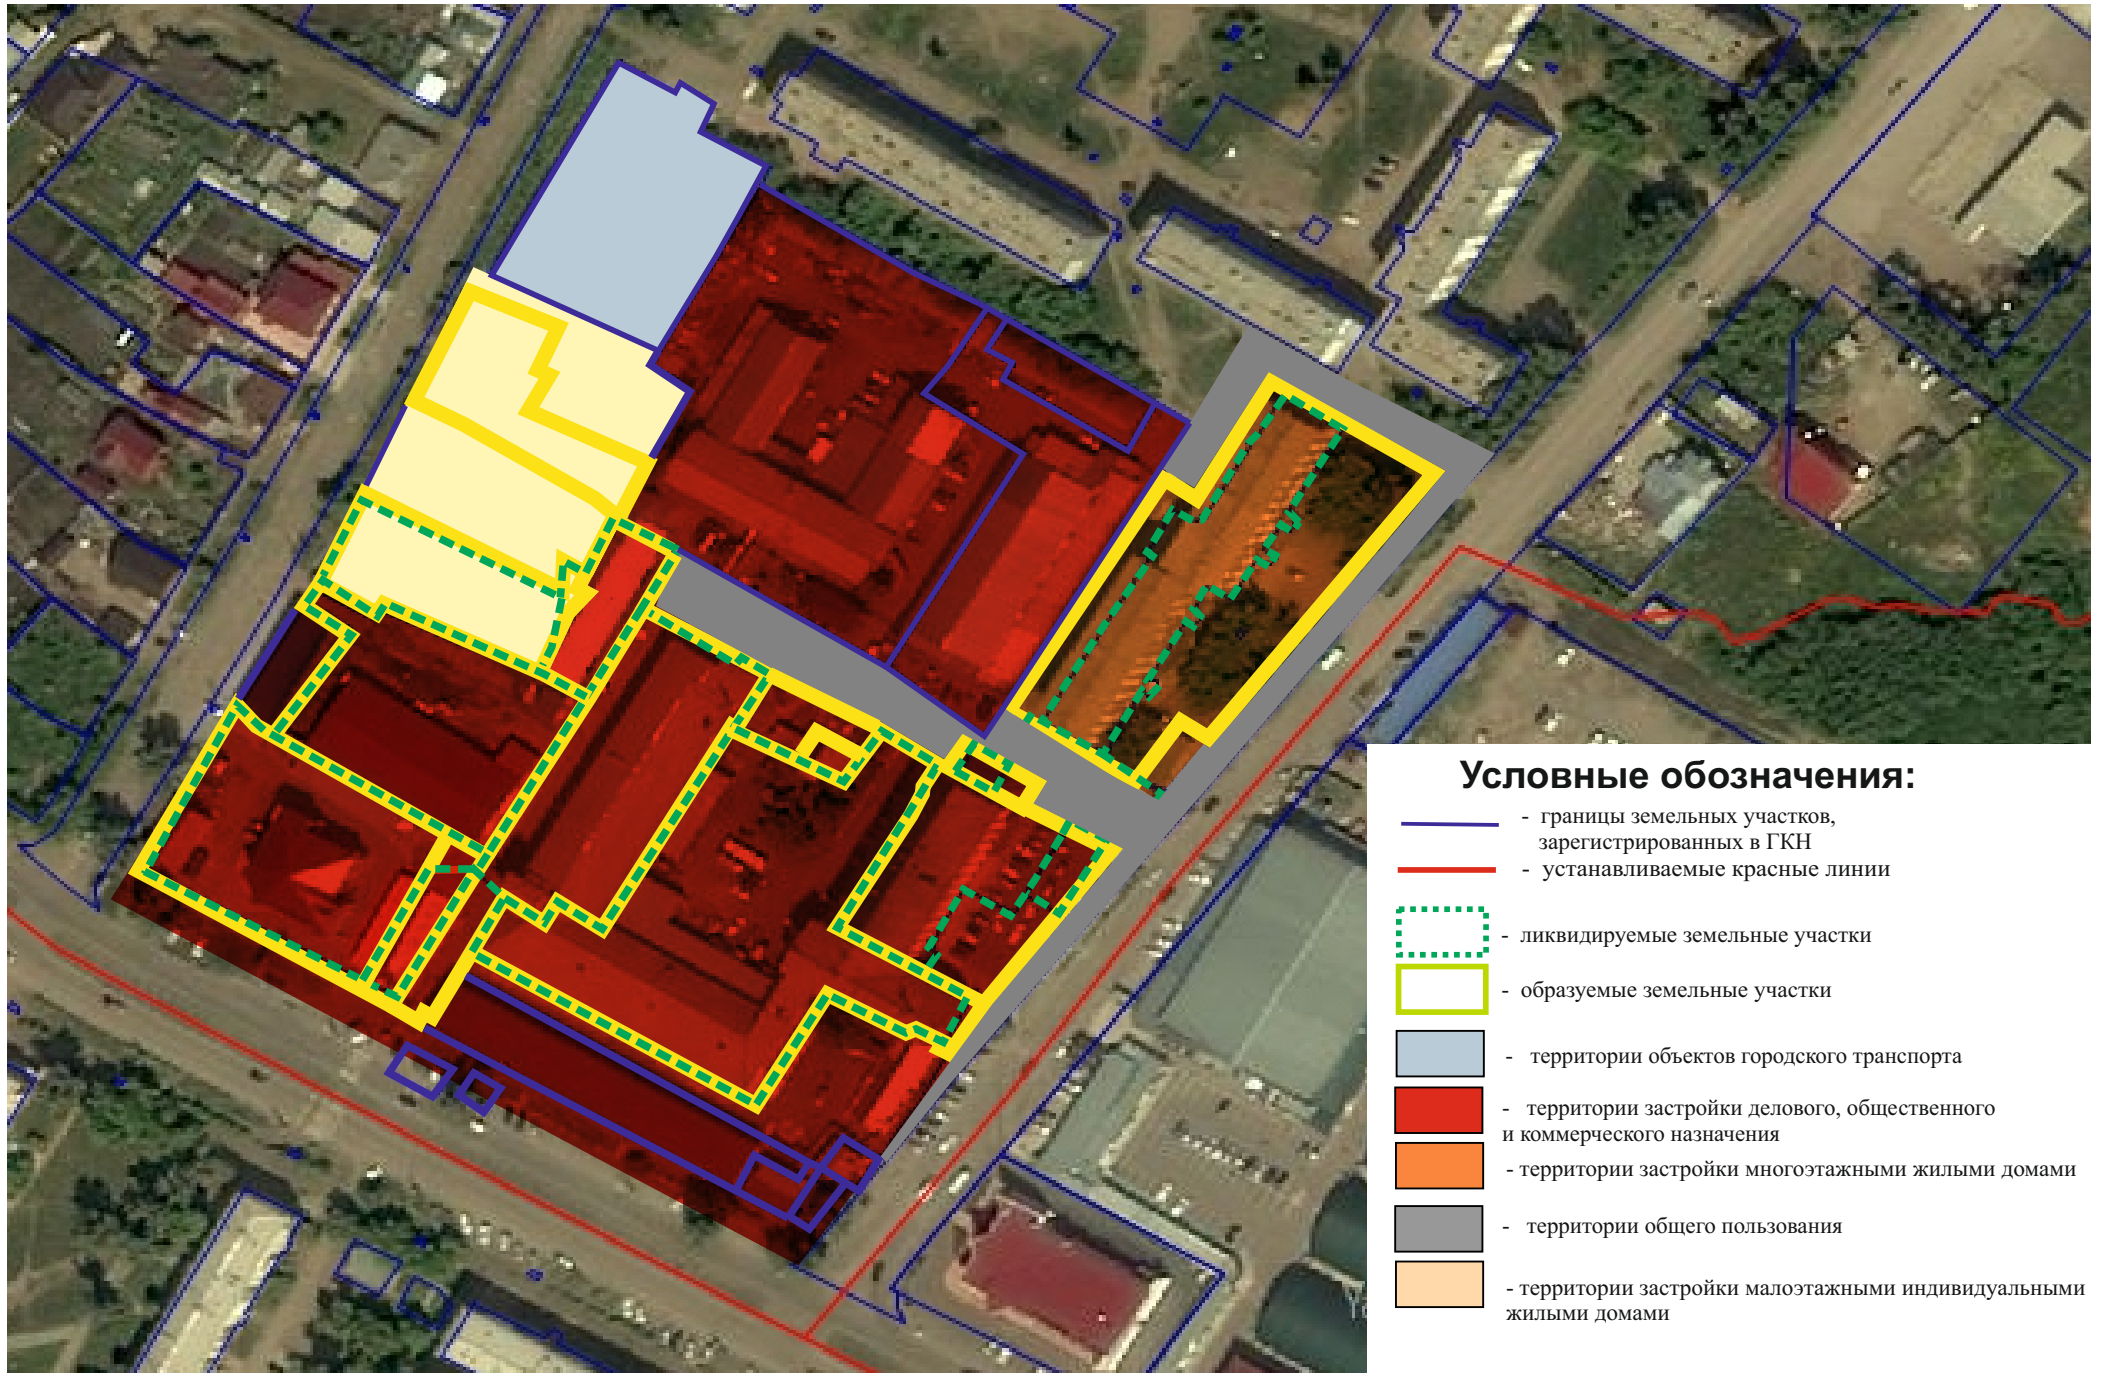 Условные обозначения:
- границы земельных участков,
зарегистрированных в ГКН
- устанавливаемые красные линии
- ликвидируемые земельные участки
- образуемые земельные участки
- территории объектов городского транспорта
- территории застройки делового, общественного
и коммерческого назначения
- территории застройки многоэтажными жилыми домами
- территории общего пользования
- территории застройки малоэтажными индивидуальными
жилыми домами